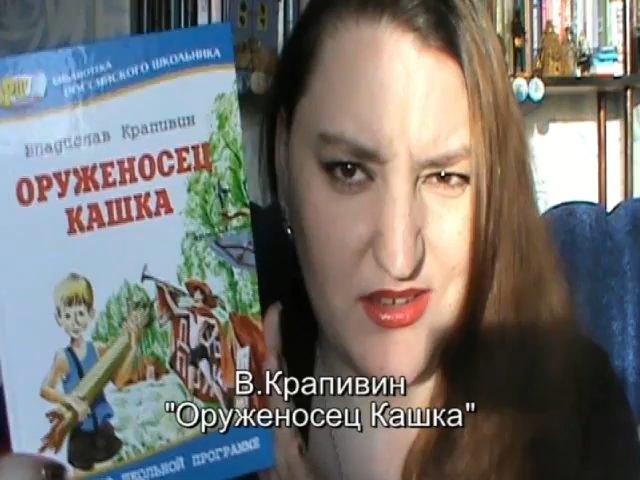 БИБЛИОТЕКА
РОССИЙСКОГО ШКОЛЬНИКА
Владислав Крапивин
ОРУЖЕНОСЕЦ
КАШКА
ШКОЛЬНОЙ ПРОГРАММЕ
В.Крапивин
"Оруженосец Кашка"